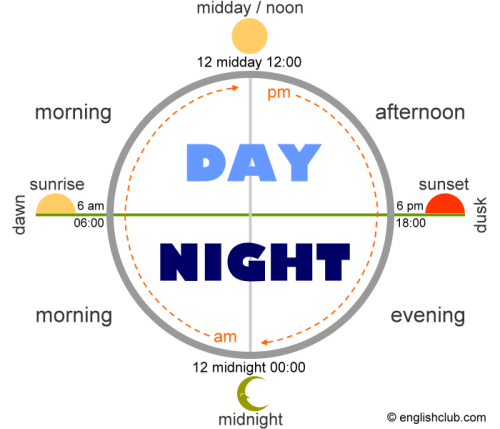 midday / noon
12 midday 12:00
pm
morning
afternoon
DAY
sunrise
sunset
dawn
6 am
6 pm
dusk
06:00
18:00
NIGHT
morning
evening
am
12 midnight 00:00
midnight
© englishclub.com